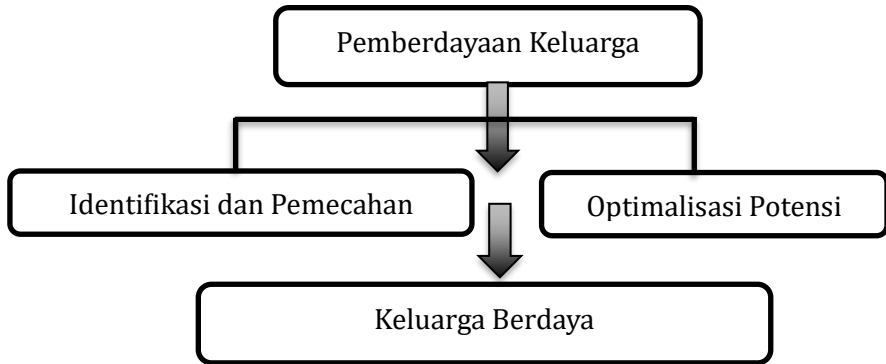 Pemberdayaan Keluarga
Identifikasi dan Pemecahan
Optimalisasi Potensi
Keluarga Berdaya